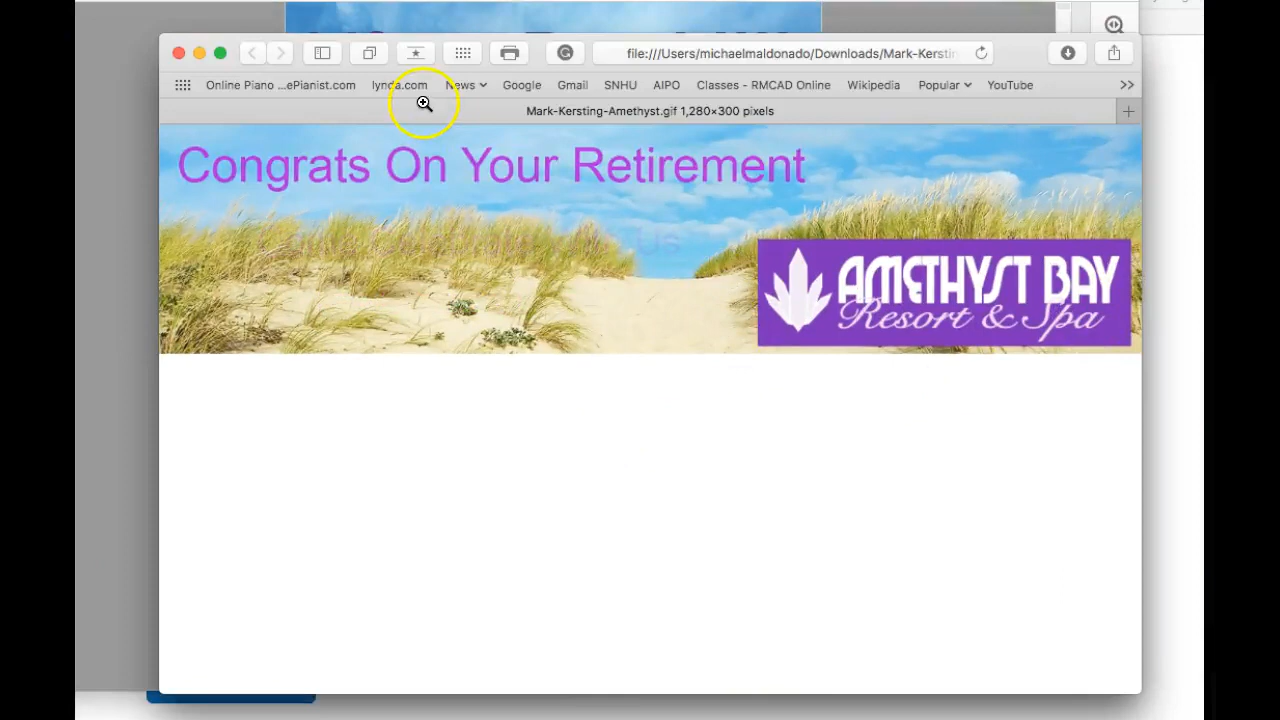 file:///Users/michaelmaldonado/Downloads/Mark-Kersting
Online Piano ...ePianist.com lynda.com News Google Gmail SNHU AIPO Classes - RMCAD Online Wikipedia Popular YouTube
Mark-Kersting-Amethyst.gif 1,280×300 pixels
Congrats On Your Retirement
Us
AMETHYST BAY
Resort & Spa